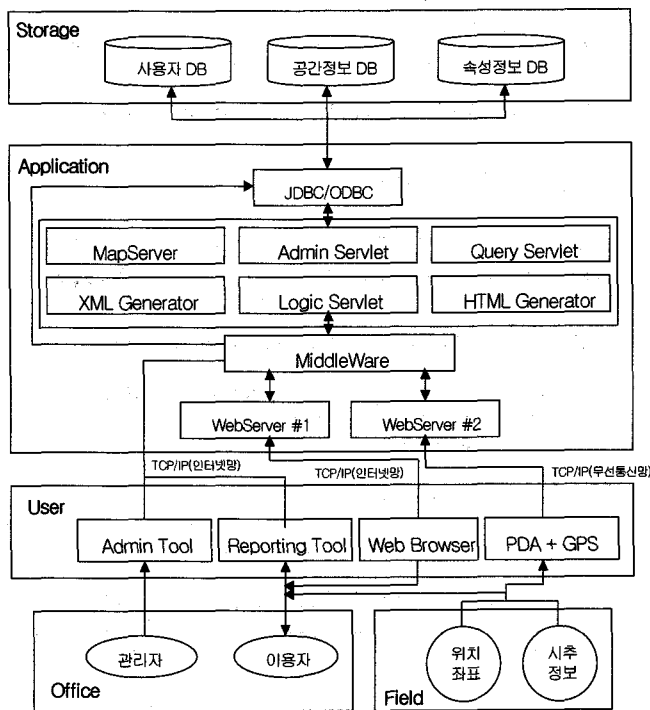 Storage
사용자 DB
공간정보 DB
속성정보 DB
Application
JDBC/ODBC
MapServer
Admin Servlet
Query Servlet
XML Generator
Logic Servlet
HTML Generator
MiddleWare
WebServer #1
WebServer #2
TCP/IP(인터넷망)
TCP/IP(인터넷망)
TCP/IP(무선통신망)
User
Admin Tool
Reporting Tool
Web Browser
PDA + GPS
관리자
이용자
위치
좌표
시추
정보
Office
Field